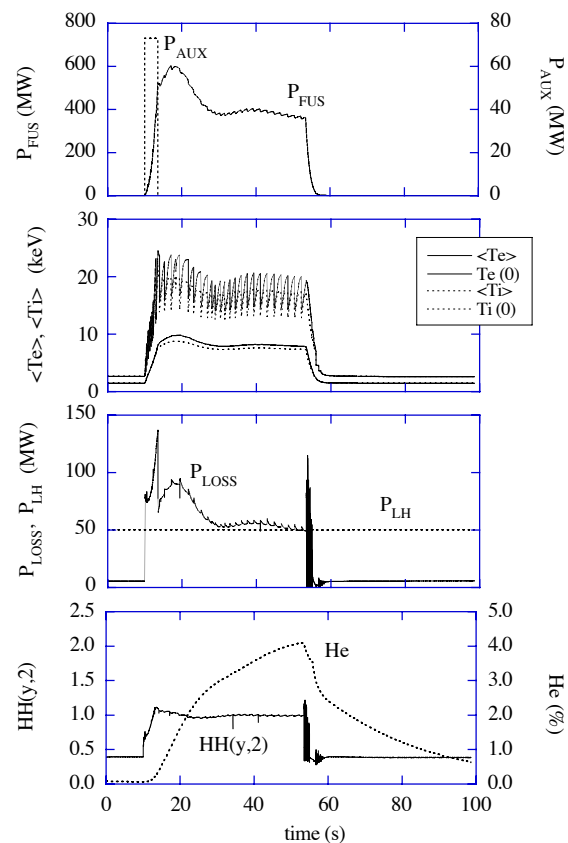 800
600
400
200
0
P_FUS (MW)
P_AUX
P_FUS
80
60
40
20
0
P_AUX (MW)
30
20
10
0
<Te>, <Ti> (keV)
<Te>
Te (0)
<Ti>
Ti (0)
150
100
50
0
P_LOSS, P_LH (MW)
P_LOSS
P_LH
2.5
2.0
1.5
1.0
0.5
0.0
HH(y,2)
He
HH(y,2)
5.0
4.0
3.0
2.0
1.0
0.0
He (%)
0 20 40 60 80 100
time (s)